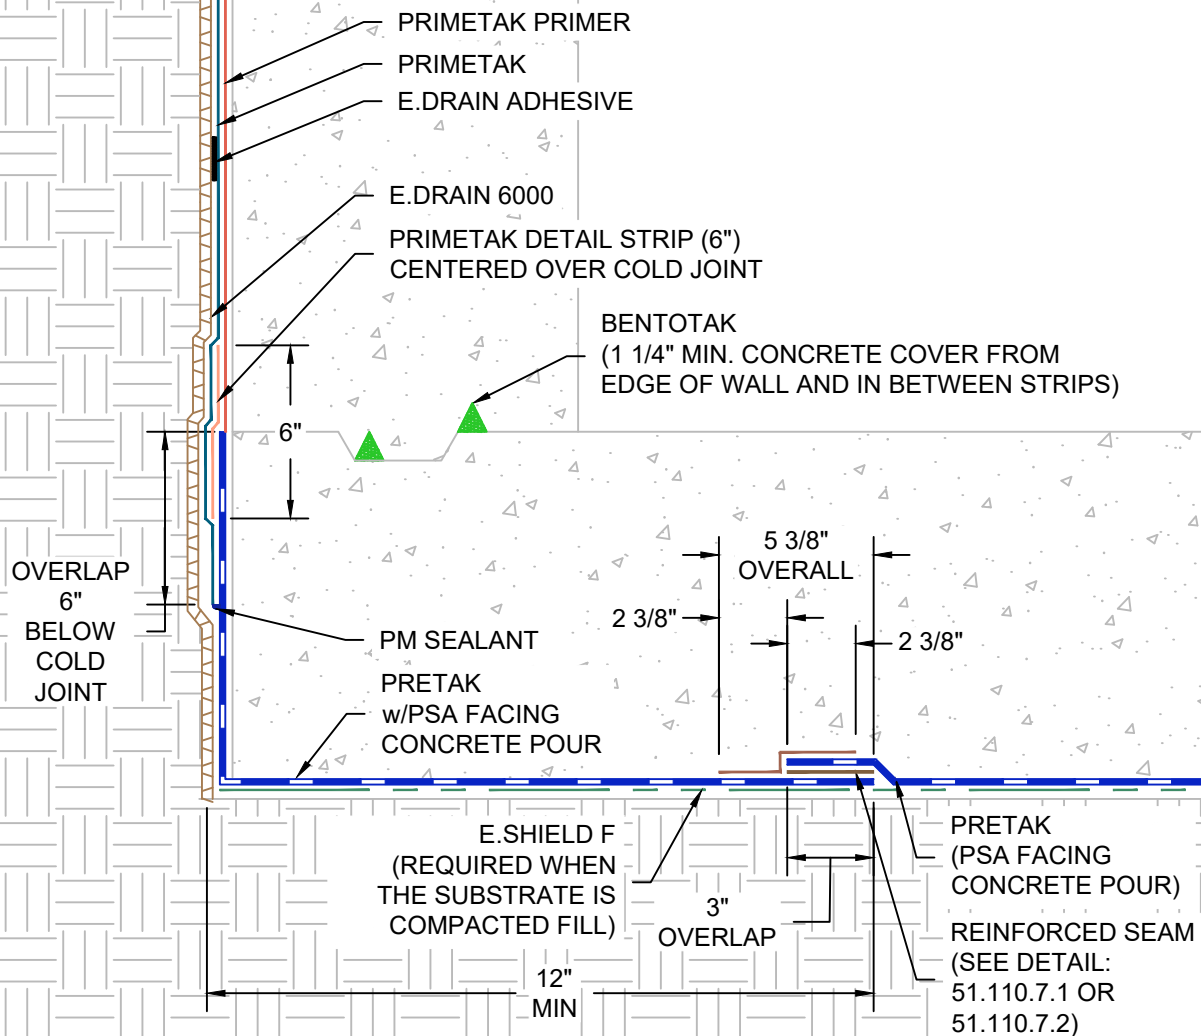 PRIMETAK PRIMER
PRIMETAK
E.DRAIN ADHESIVE
E.DRAIN 6000
PRIMETAK DETAIL STRIP (6")
CENTERED OVER COLD JOINT
BENTOTAK
(1 1/4" MIN. CONCRETE COVER FROM
EDGE OF WALL AND IN BETWEEN STRIPS)
6"
OVERLAP
6"
BELOW
COLD
JOINT
5 3/8"
OVERALL
2 3/8"
2 3/8"
PM SEALANT
PRETAK
w/PSA FACING
CONCRETE POUR
E.SHIELD F
(REQUIRED WHEN
THE SUBSTRATE IS
COMPACTED FILL)
3"
OVERLAP
PRETAK
(PSA FACING
CONCRETE POUR)
REINFORCED SEAM
(SEE DETAIL:
51.110.7.1 OR
51.110.7.2)
12"
MIN